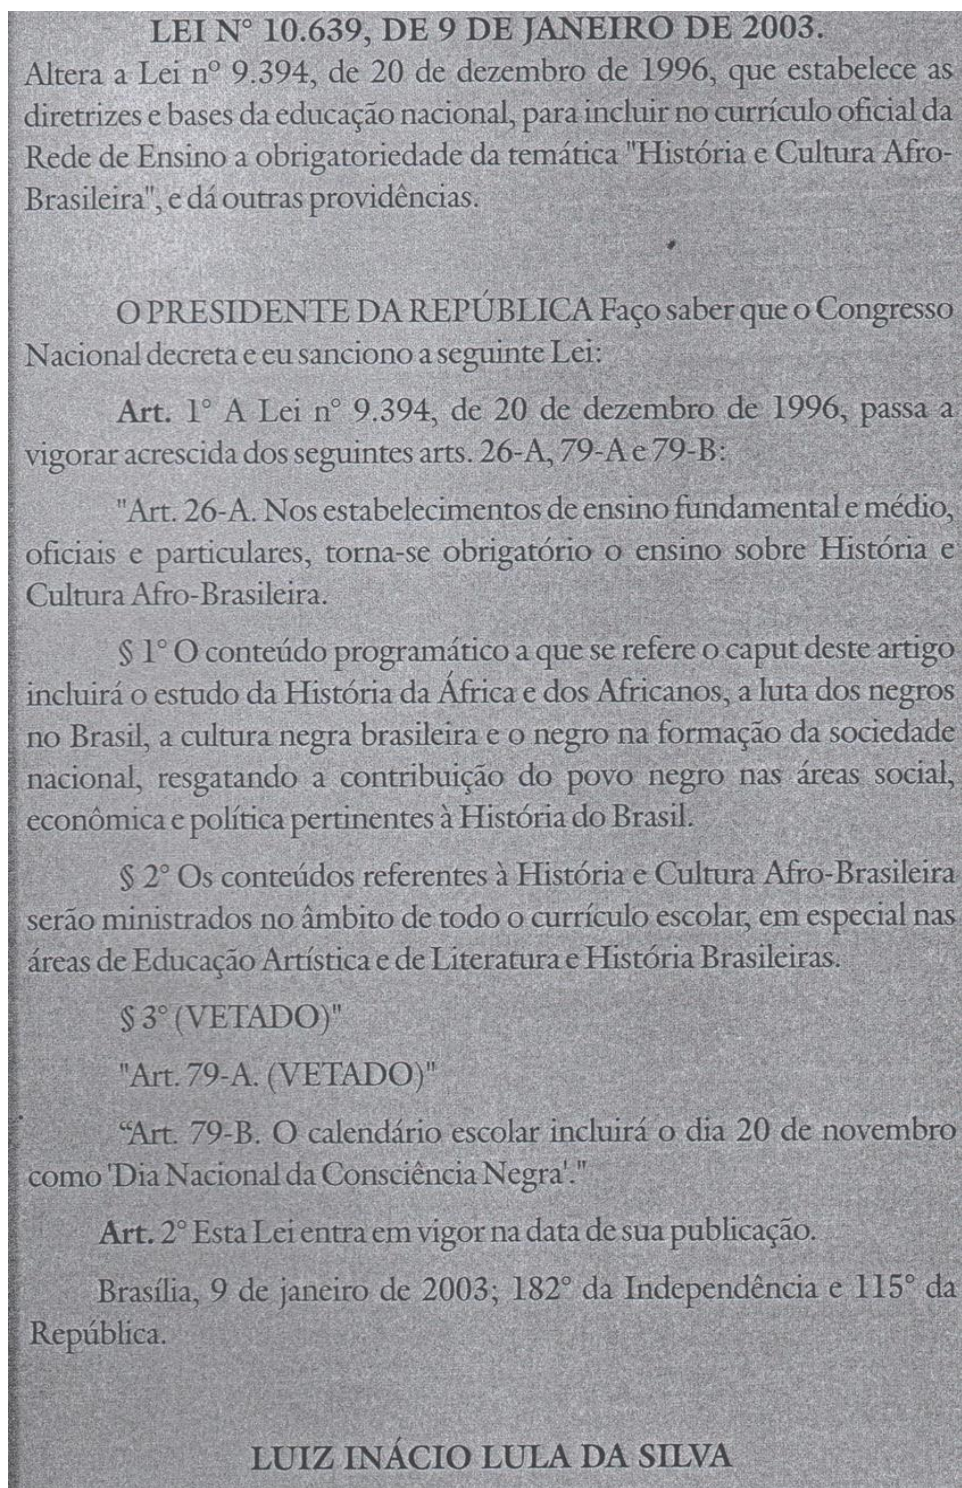 LEI N° 10.639, DE 9 DE JANEIRO DE 2003.
Altera a Lei nº 9.394, de 20 de dezembro de 1996, que estabelece as
diretrizes e bases da educação nacional, para incluir no currículo oficial da
Rede de Ensino a obrigatoriedade da temática "História e Cultura Afro-
Brasileira", e dá outras providências.
O PRESIDENTE DA REPÚBLICA Faço saber que o Congresso
Nacional decreta e eu sanciono a seguinte Lei:
Art. 1° A Lei n° 9.394, de 20 de dezembro de 1996, passa a
vigorar acrescida dos seguintes arts. 26-A, 79-A e 79-B:
"Art. 26-A. Nos estabelecimentos de ensino fundamental e médio,
oficiais e particulares, torna-se obrigatório o ensino sobre História e
Cultura Afro-Brasileira.
§ 1° O conteúdo programático a que se refere o caput deste artigo
incluirá o estudo da História da África e dos Africanos, a luta dos negros
no Brasil, a cultura negra brasileira e o negro na formação da sociedade
nacional, resgatando a contribuição do povo negro nas áreas social,
econômica e política pertinentes à História do Brasil.
§ 2° Os conteúdos referentes à História e Cultura Afro-Brasileira
serão ministrados no âmbito de todo o currículo escolar, em especial nas
áreas de Educação Artística e de Literatura e História Brasileiras.
§ 3° (VETADO)"
"Art. 79-A. (VETADO)"
“Art. 79-B. O calendário escolar incluirá o dia 20 de novembro
como 'Dia Nacional da Consciência Negra'."
Art. 2° Esta Lei entra em vigor na data de sua publicação.
Brasília, 9 de janeiro de 2003; 182° da Independência e 115° da
República.
LUIZ INÁCIO LULA DA SILVA